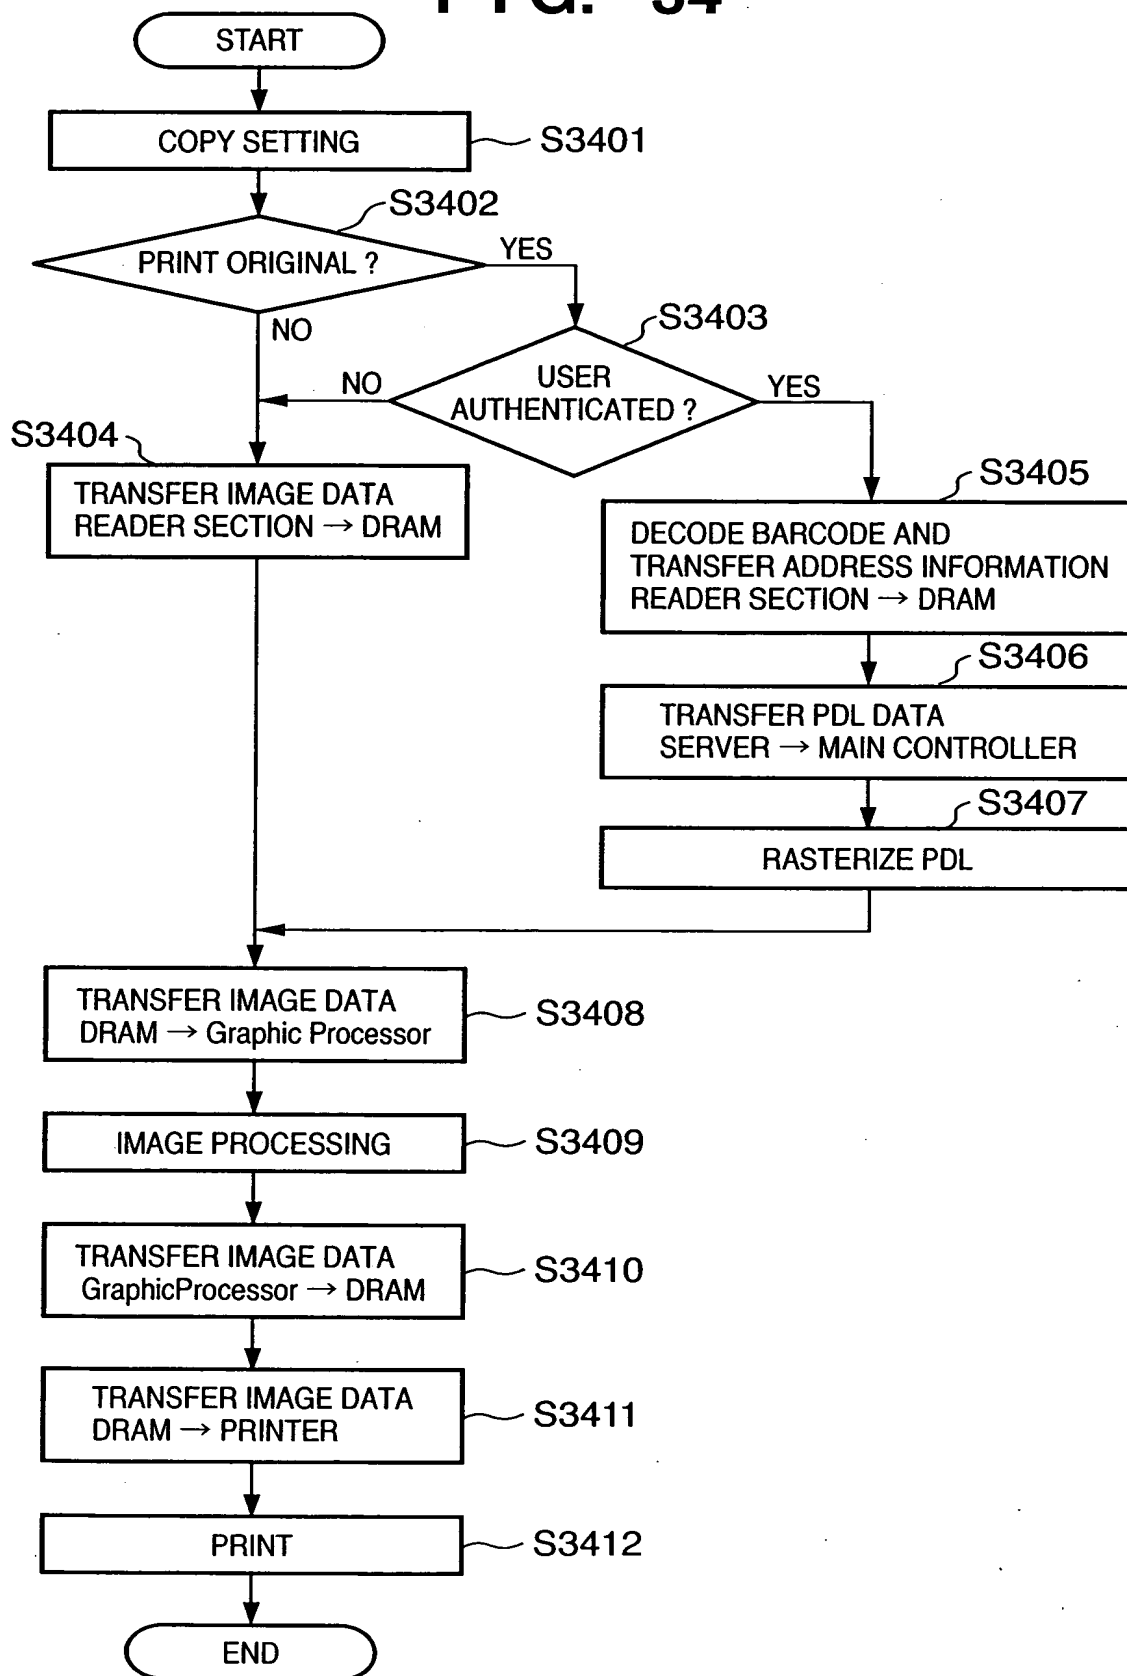 FIG. 34
START
COPY SETTING
S3401
S3402
PRINT ORIGINAL ?
YES
NO
S3403
USER
AUTHENTICATED ?
NO
YES
S3404
TRANSFER IMAGE DATA
READER SECTION → DRAM
S3405
DECODE BARCODE AND
TRANSFER ADDRESS INFORMATION
READER SECTION → DRAM
S3406
TRANSFER PDL DATA
SERVER → MAIN CONTROLLER
S3407
RASTERIZE PDL
TRANSFER IMAGE DATA
DRAM → Graphic Processor
S3408
IMAGE PROCESSING
S3409
TRANSFER IMAGE DATA
GraphicProcessor → DRAM
S3410
TRANSFER IMAGE DATA
DRAM → PRINTER
S3411
PRINT
S3412
END